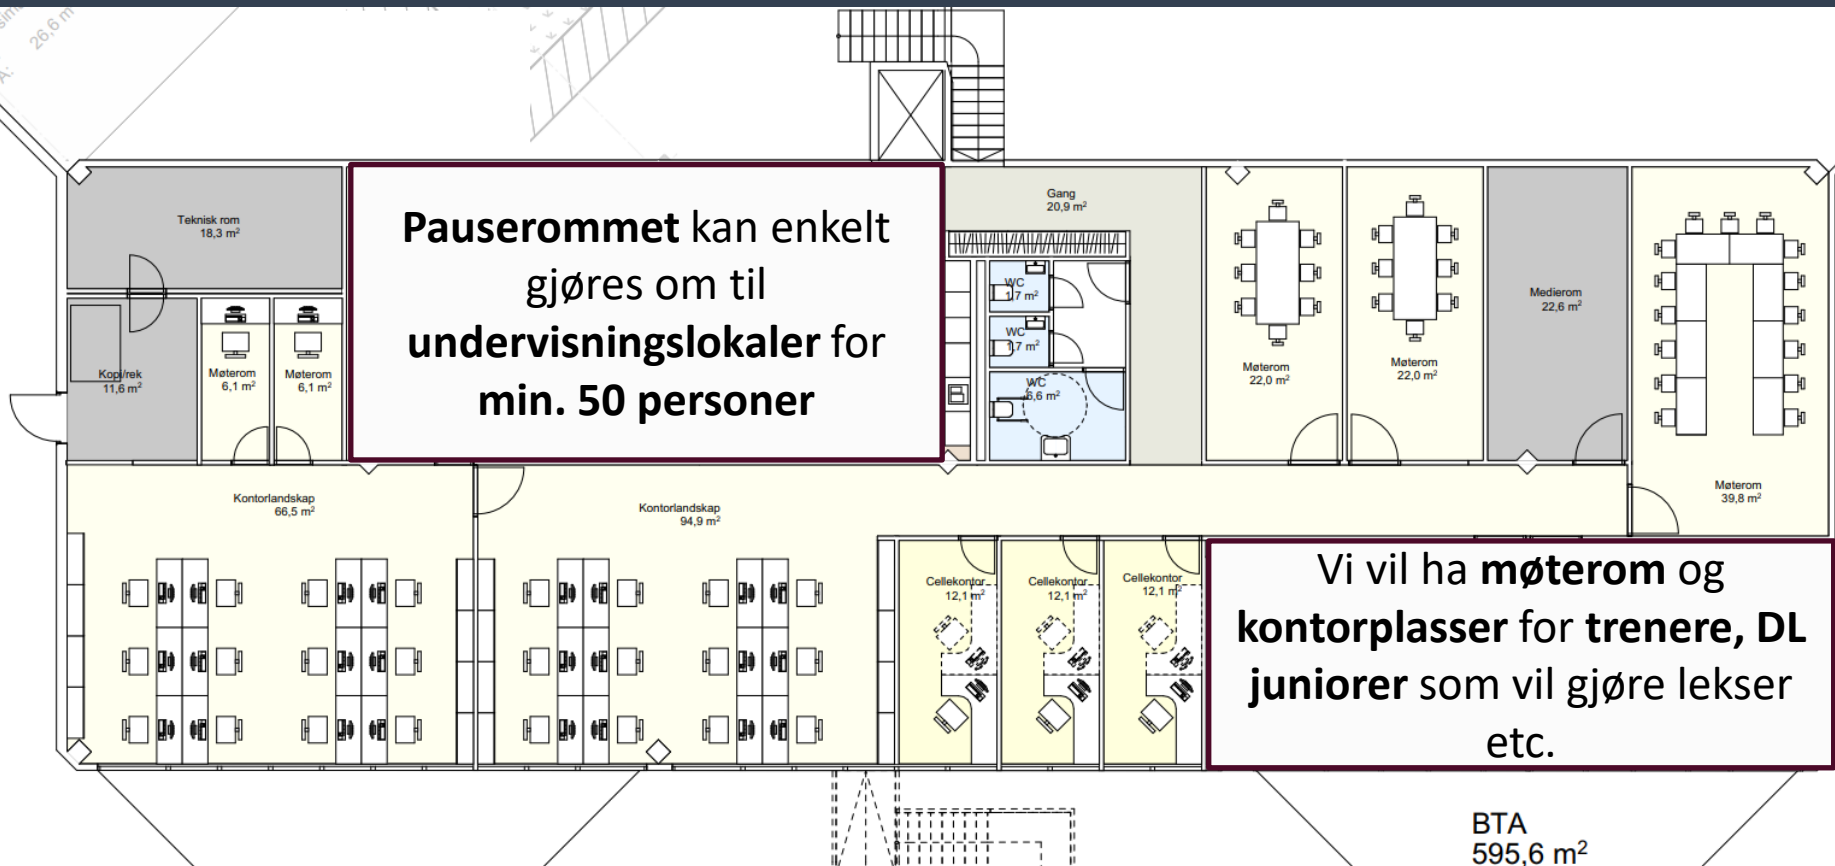 26,6 m
Teknisk rom
18,3 m²
Pauserommet kan enkelt
gjøres om til
undervisningslokaler for
min. 50 personer
Gang
20,9 m²
WC
1,7 m²
WC
1,7 m²
WC
6,6 m²
Kopi/rek
11,6 m²
Møterom
6,1 m²
Møterom
6,1 m²
Møterom
22,0 m²
Møterom
22,0 m²
Medierom
22,6 m²
Møterom
39,8 m²
Kontorlandskap
66,5 m²
Kontorlandskap
94,9 m²
Cellekontor
12,1 m²
Cellekontor
12,1 m²
Cellekontor
12,1 m²
Vi vil ha møterom og
kontorplasser for trenere, DL
juniorer som vil gjøre lekser
etc.
BTA
595,6 m²